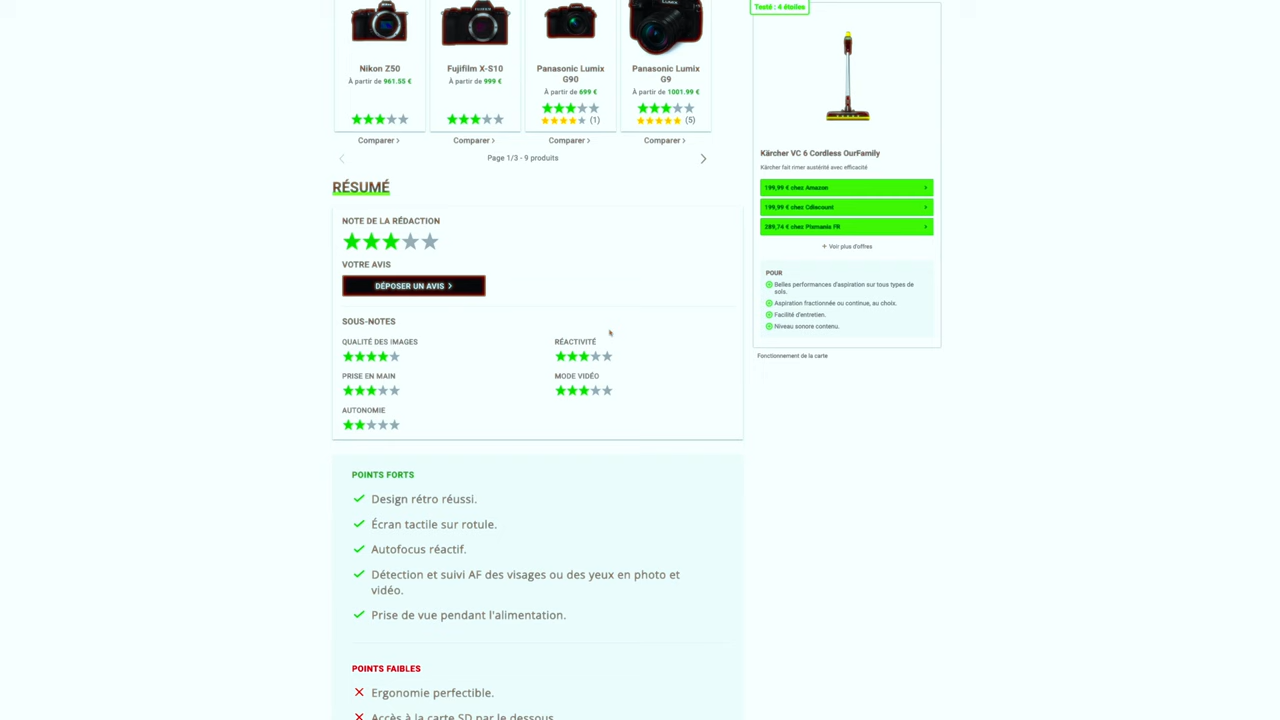 Nikon Z50
À partir de 961.55 €
Comparer >
Fujifilm X-S10
À partir de 999 €
Comparer >
Panasonic Lumix
G90
À partir de 699 €
(1)
Comparer >
Panasonic Lumix
G9
À partir de 1001.99 €
(5)
Comparer >
Page 1/3 - 9 produits
RÉSUMÉ
NOTE DE LA RÉDACTION
VOTRE AVIS
DÉPOSER UN AVIS >
SOUS-NOTES
QUALITÉ DES IMAGES
RÉACTIVITÉ
PRISE EN MAIN
MODE VIDÉO
AUTONOMIE
POINTS FORTS
Design rétro réussi.
Écran tactile sur rotule.
Autofocus réactif.
Détection et suivi AF des visages ou des yeux en photo et
vidéo.
Prise de vue pendant l'alimentation.
POINTS FAIBLES
Ergonomie perfectible.
Accès à la carte SD par le dessous.
Testé : 4 étoiles
Kärcher VC 6 Cordless OurFamily
Kärcher fait rimer austérité avec efficacité
199,99 € chez Amazon
199,99 € chez Cdiscount
289,74 € chez Pixmania FR
+ Voir plus d'offres
POUR
Belles performances d'aspiration sur tous types de
sols.
Aspiration fractionnée ou continue, au choix.
Facilité d'entretien.
Niveau sonore contenu.
Fonctionnement de la carte